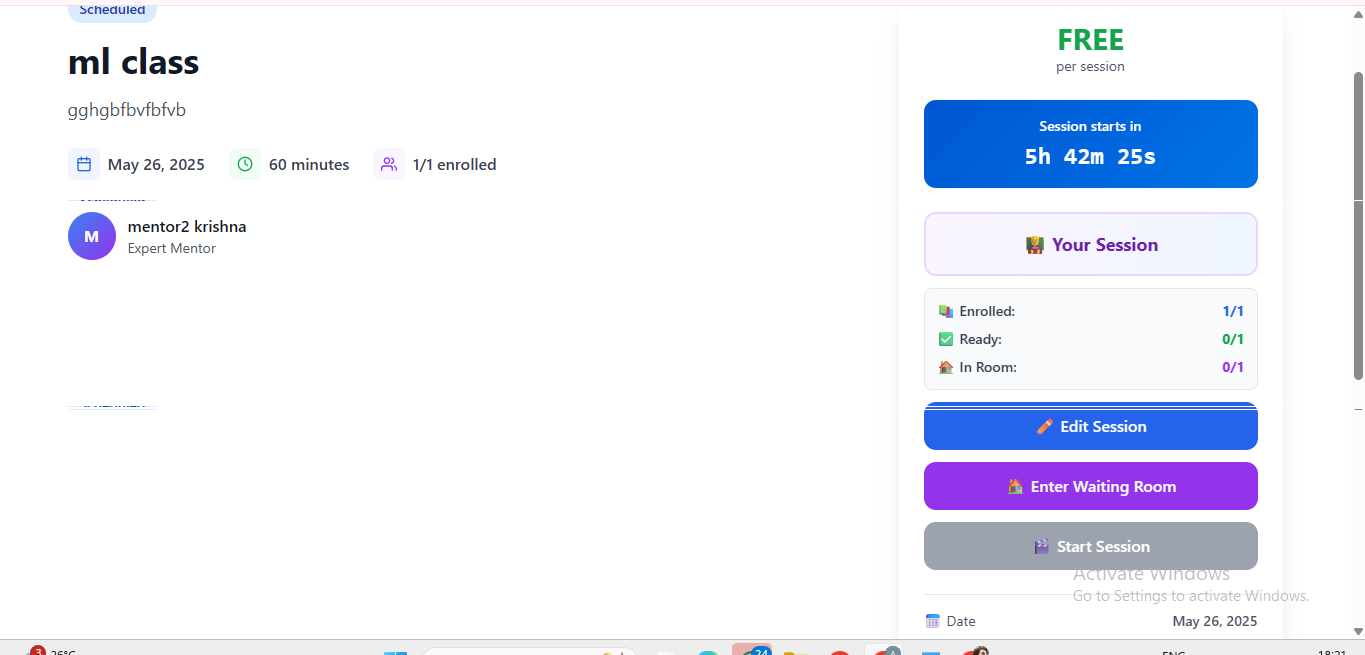 Scheduled
ml class
gghgbfbvfbfvb
May 26, 2025
60 minutes
1/1 enrolled
M
mentor2 krishna
Expert Mentor
FREE
per session
Session starts in
5h 42m 25s
Your Session
Enrolled: 1/1
Ready: 0/1
In Room: 0/1
Edit Session
Enter Waiting Room
Start Session
Activate Windows
Go to Settings to activate Windows.
Date May 26, 2025
3
26°C
24
ENG
18:21